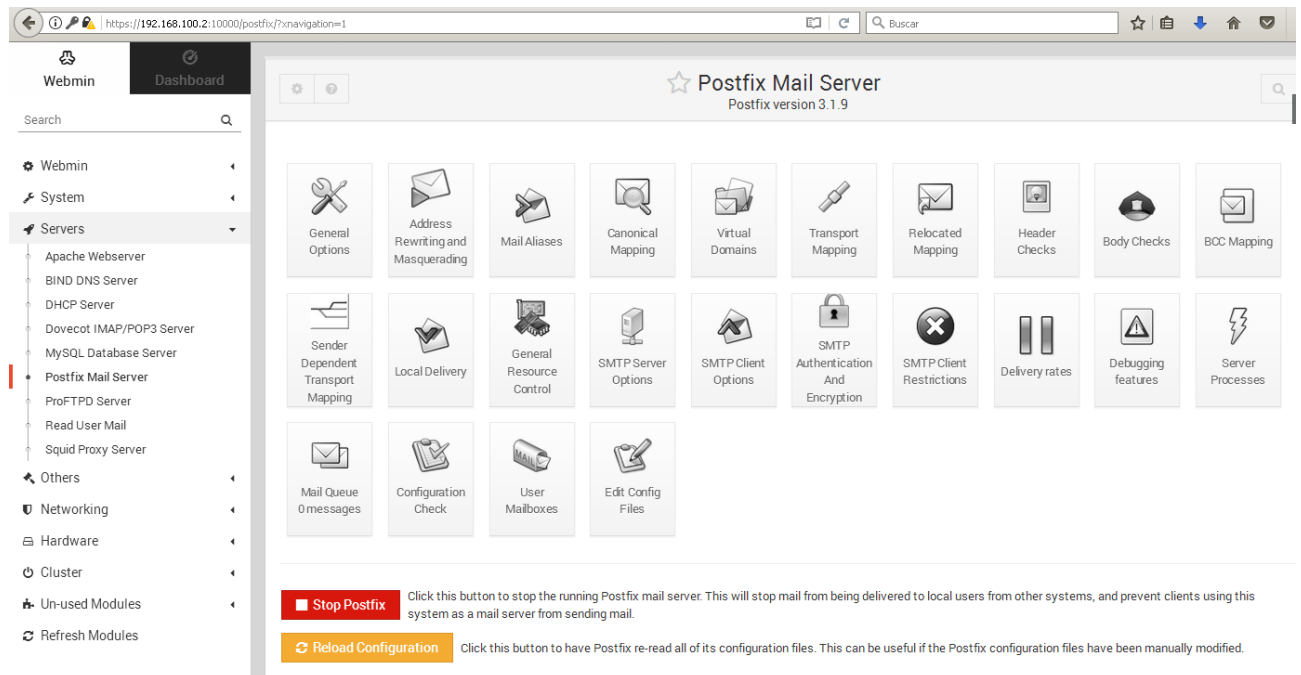 https://192.168.100.2:10000/postfix/?xnavigation=1
Buscar
Webmin
Dashboard
Search
Webmin
System
Servers
Apache Webserver
BIND DNS Server
DHCP Server
Dovecot IMAP/POP3 Server
MySQL Database Server
Postfix Mail Server
ProFTPD Server
Read User Mail
Squid Proxy Server
Others
Networking
Hardware
Cluster
Un-used Modules
Refresh Modules
Postfix Mail Server
Postfix version 3.1.9
General
Options
Address
Rewriting and
Masquerading
Mail Aliases
Canonical
Mapping
Virtual
Domains
Transport
Mapping
Relocated
Mapping
Header
Checks
Body Checks
BCC Mapping
Sender
Dependent
Transport
Mapping
Local Delivery
General
Resource
Control
SMTP Server
Options
SMTP Client
Options
SMTP
Authentication
And
Encryption
SMTP Client
Restrictions
Delivery rates
Debugging
features
Server
Processes
Mail Queue
0 messages
Configuration
Check
MAIL
User
Mailboxes
Edit Config
Files
Stop Postfix
Click this button to stop the running Postfix mail server. This will stop mail from being delivered to local users from other systems, and prevent clients using this
system as a mail server from sending mail.
Reload Configuration
Click this button to have Postfix re-read all of its configuration files. This can be useful if the Postfix configuration files have been manually modified.